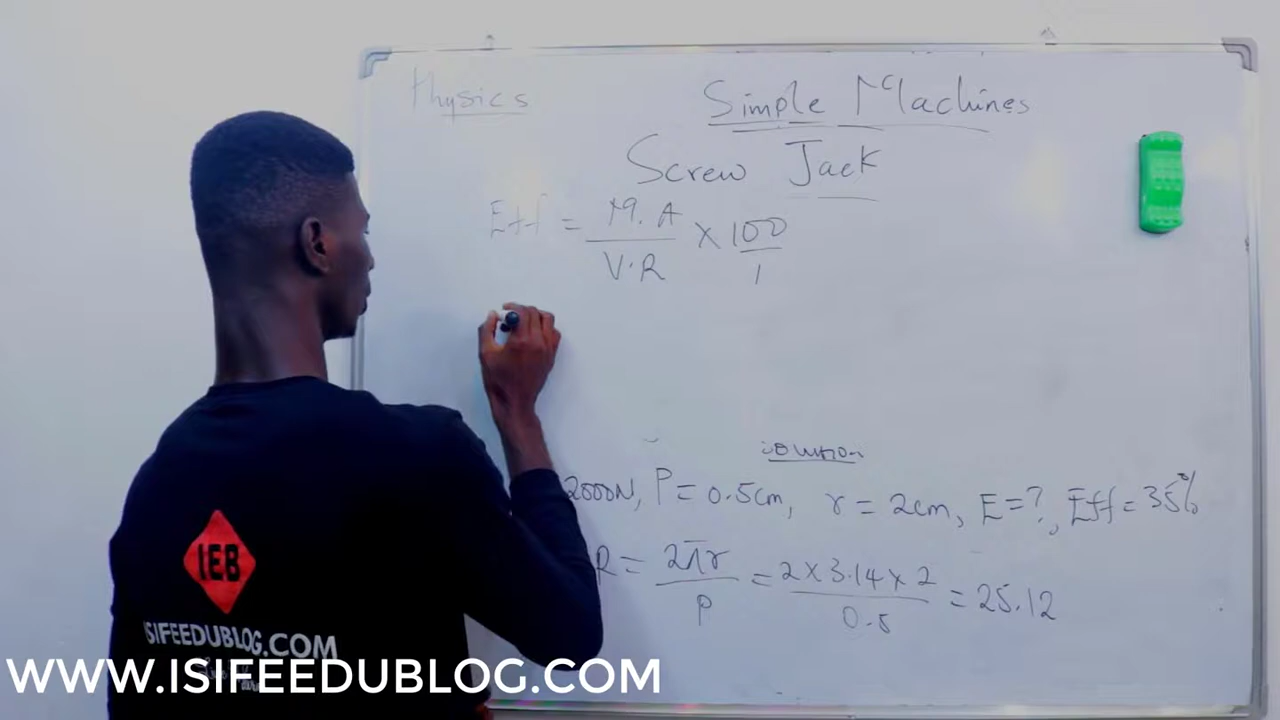 Physics
Simple Machines
Screw Jack
Eff = M.A / V.R × 100 / 1
Solution
2000N, P = 0.5cm, r = 2cm, E = ?, Eff = 35%
R = 2πr / P = 2 × 3.14 × 2 / 0.5 = 25.12
IEB
ISIFEEDUBLOG.COM
WWW.ISIFEEDUBLOG.COM